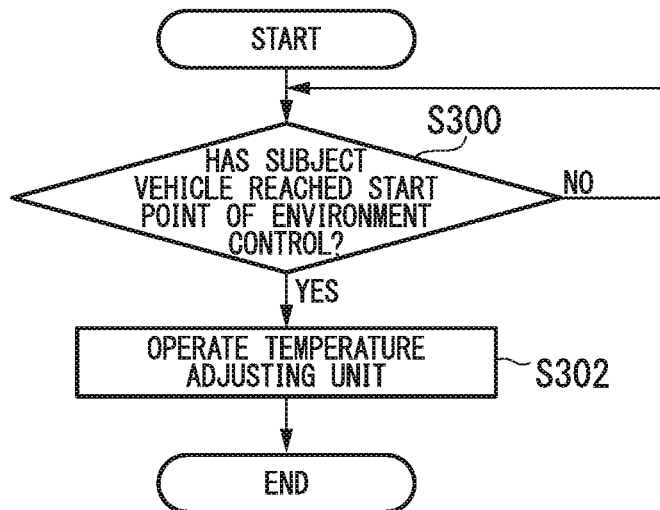 START
S300
HAS SUBJECT
VEHICLE REACHED START
POINT OF ENVIRONMENT
CONTROL?
NO
YES
OPERATE TEMPERATURE
ADJUSTING UNIT
S302
END